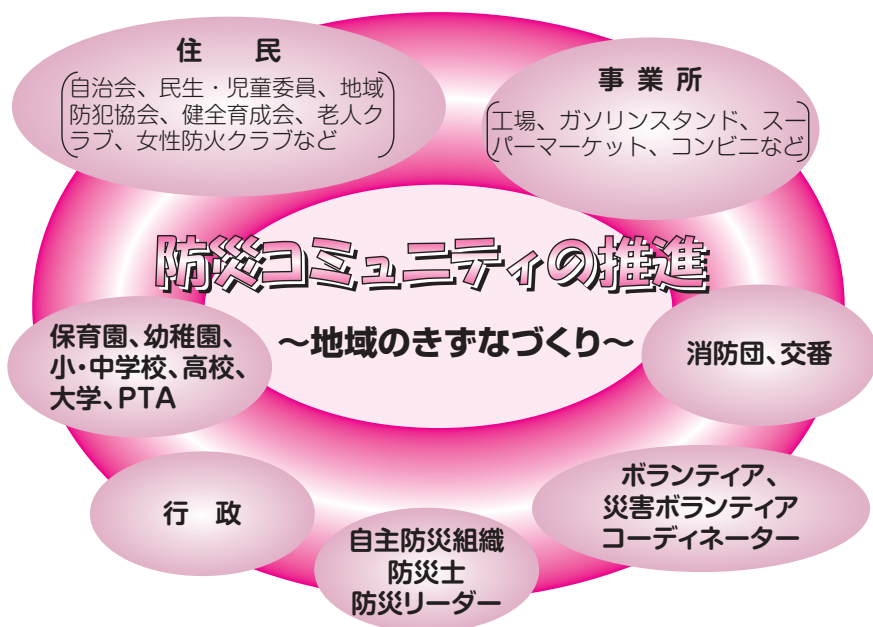 住　民
自治会、民生・児童委員、地域
防犯協会、健全育成会、老人ク
ラブ、女性防火クラブなど
事業所
工場、ガソリンスタンド、スー
パーマーケット、コンビニなど
防災コミュニティの推進
～地域のきずなづくり～
保育園、幼稚園、
小・中学校、高校、
大学、PTA
消防団、交番
行　政
自主防災組織
防災士
防災リーダー
ボランティア、
災害ボランティア
コーディネーター